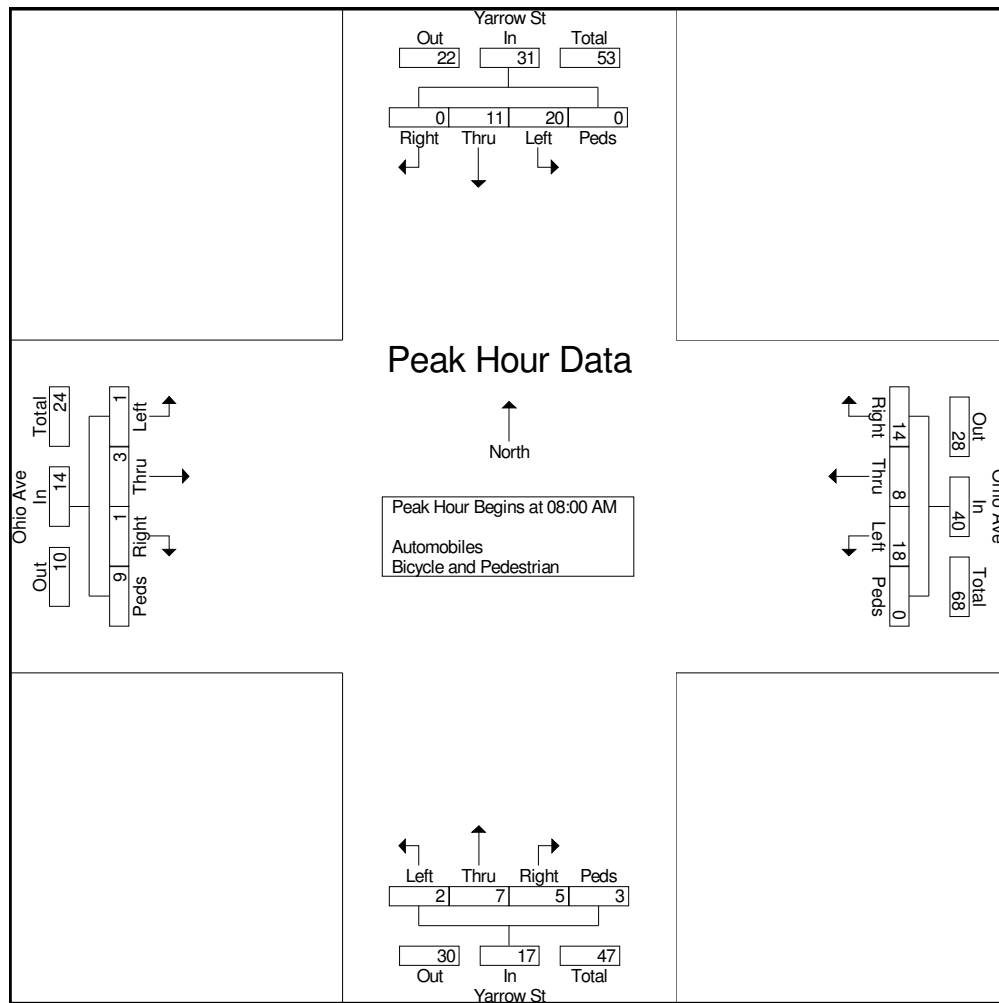 Yarrow St
Out In Total
22 31 53
0 11 20 0
Right Thru Left Peds
Peak Hour Data
North
Peak Hour Begins at 08:00 AM
Automobiles
Bicycle and Pedestrian
Ohio Ave
Total In Out
24 14 10
1 3 1 9
Left Thru Right Peds
Ohio Ave
Out In Total
28 40 68
14 8 18 0
Right Thru Left Peds
Left Thru Right Peds
2 7 5 3
30 17 47
Out In Total
Yarrow St